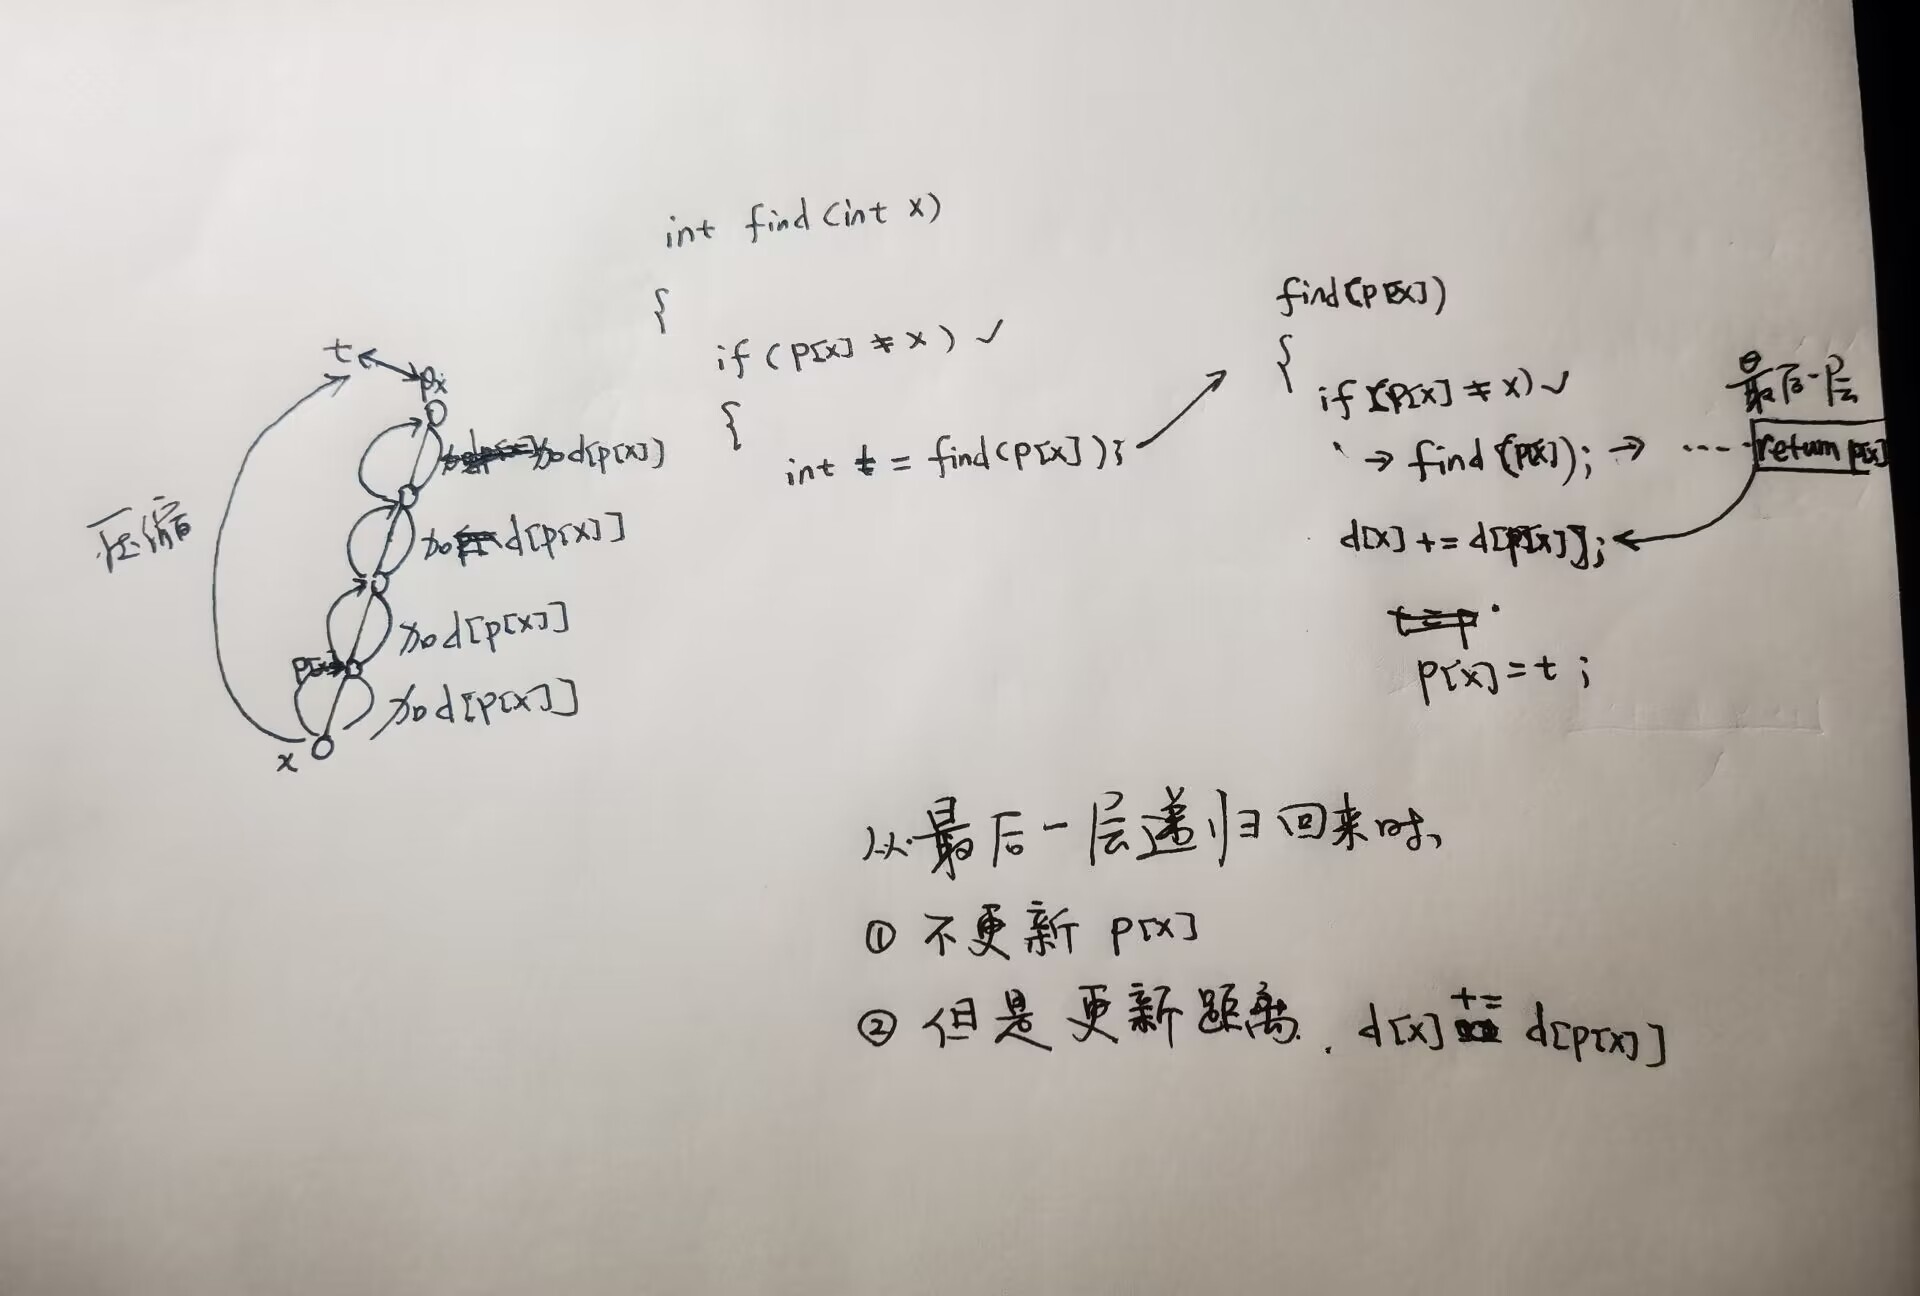 int find(int x)
{
if (p[x] ≠ x) ✓
{
int t = find(p[x]);
find(p[x])
{
if (p[x] ≠ x) ✓
→ find (p[x]); → ......
最后一层
return p[x]
d[x] += d[p[x]];
p[x] = t ;
t
px
加d[p[x]]
加d[p[x]]
加d[p[x]]
加d[p[x]]
压缩
p[x]
x
从最后一层递归回来时,
① 不更新 p[x]
② 但是更新距离. d[x] += d[p[x]]